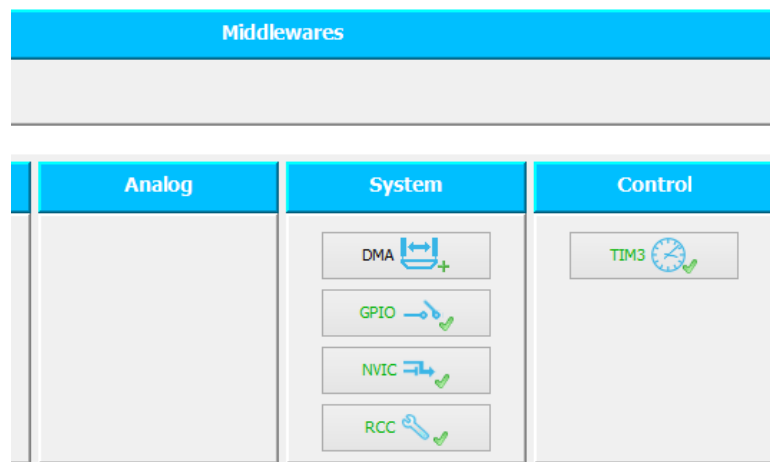 Middlewares
Analog
System
Control
DMA
TIM3
GPIO
NVIC
RCC